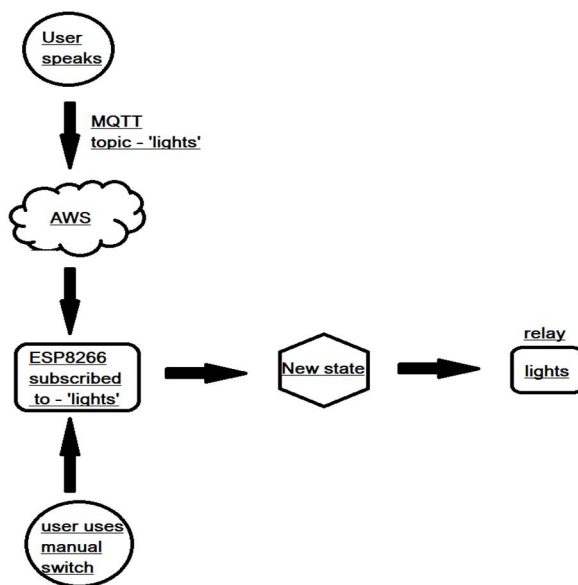 User
speaks
MQTT
topic - 'lights'
AWS
ESP8266
subscribed
to - 'lights'
New state
relay
lights
user uses
manual
switch